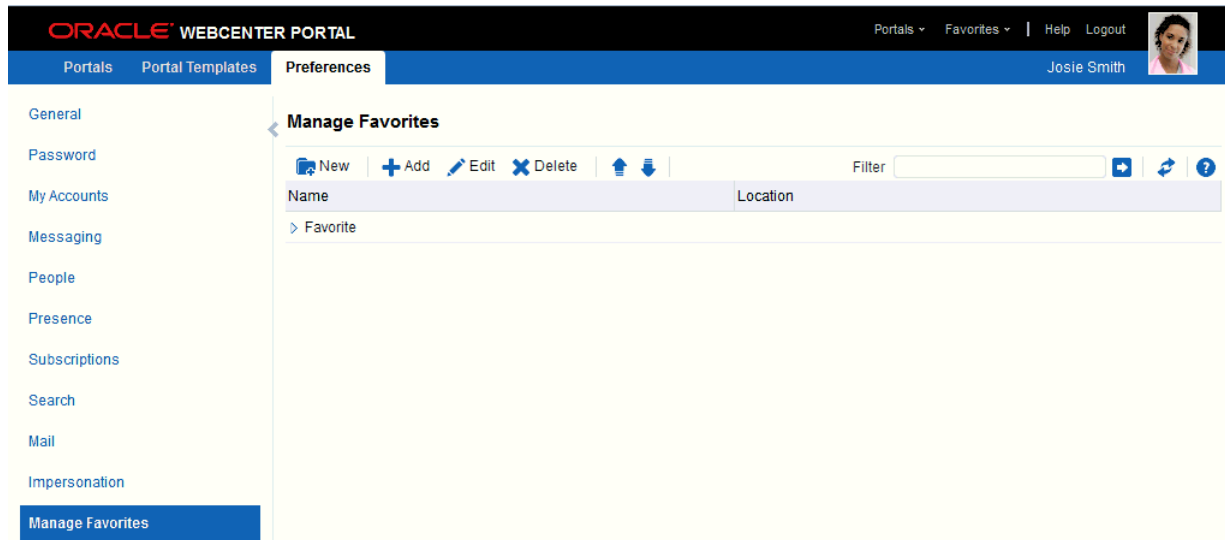 ORACLE WEBCENTER PORTAL Portals Favorites | Help Logout
Portals Portal Templates Preferences Josie Smith
General
Manage Favorites
Password
New Add Edit Delete Filter
My Accounts
Name Location
Messaging
Favorite
People
Presence
Subscriptions
Search
Mail
Impersonation
Manage Favorites